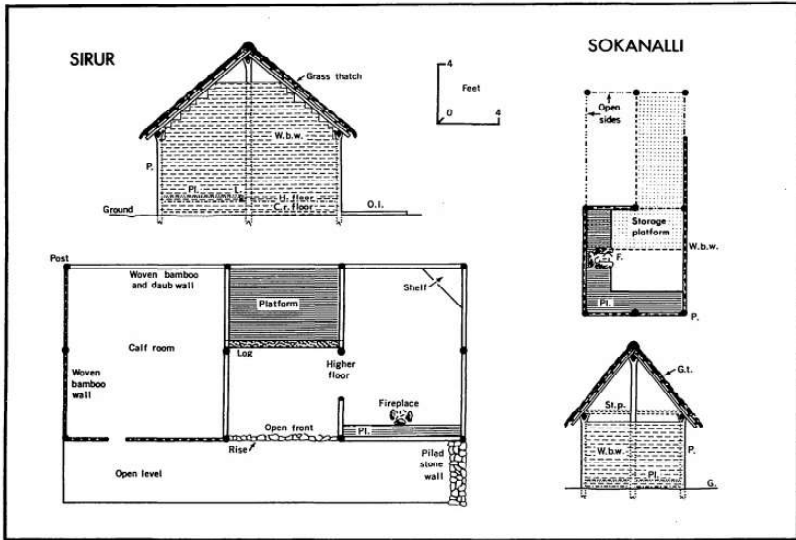 SIRUR
Grass thatch
W.b.w.
P.
Pl.
L.
H. floor
C.r. floor
Ground
O.l.
4
Feet
0
4
Post
Woven bamboo
and daub wall
Platform
Shelf
Calf room
Log
Higher
floor
Woven
bamboo
wall
Fireplace
Open front
Pl.
Rise
Piled
stone
wall
Open level
SOKANALLI
Open
sides
Storage
platform
W.b.w.
F.
Pl.
P.
G.t.
St.p.
W.b.w.
P.
Pl.
G.